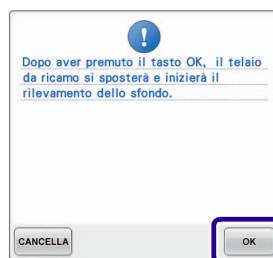 Dopo aver premuto il tasto OK, il telaio
da ricamo si sposterà e inizierà il
rilevamento dello sfondo.
CANCELLA OK